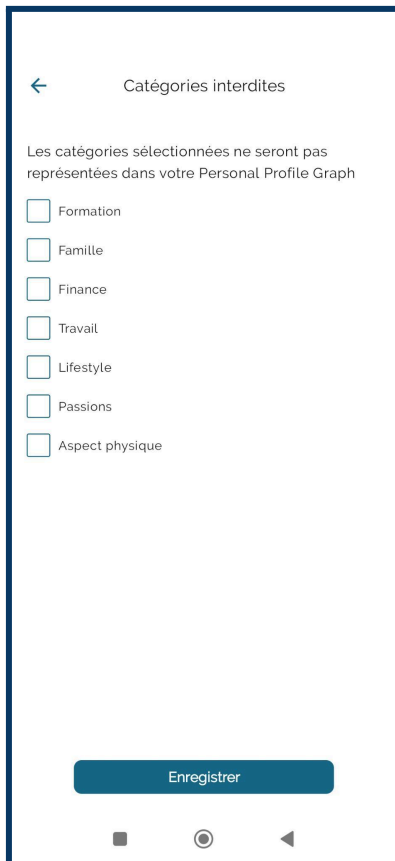 Catégories interdites
Les catégories sélectionnées ne seront pas
représentées dans votre Personal Profile Graph
Formation
Famille
Finance
Travail
Lifestyle
Passions
Aspect physique
Enregistrer